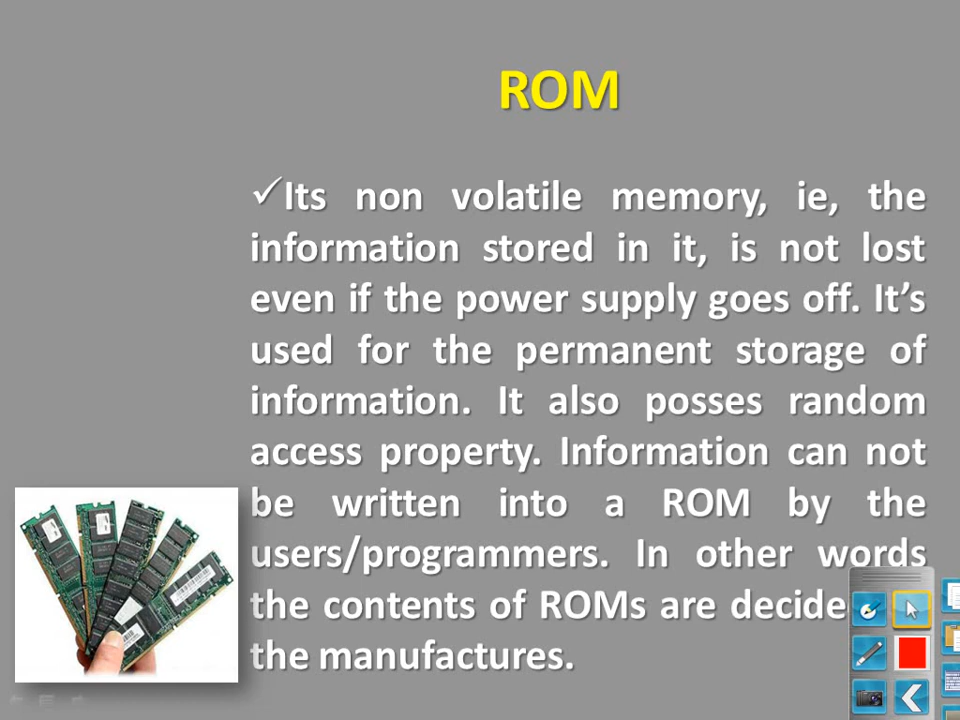 ROM
✓Its non volatile memory, ie, the
information stored in it, is not lost
even if the power supply goes off. It’s
used for the permanent storage of
information. It also posses random
access property. Information can not
be written into a ROM by the
users/programmers. In other words
the contents of ROMs are decide
the manufactures.